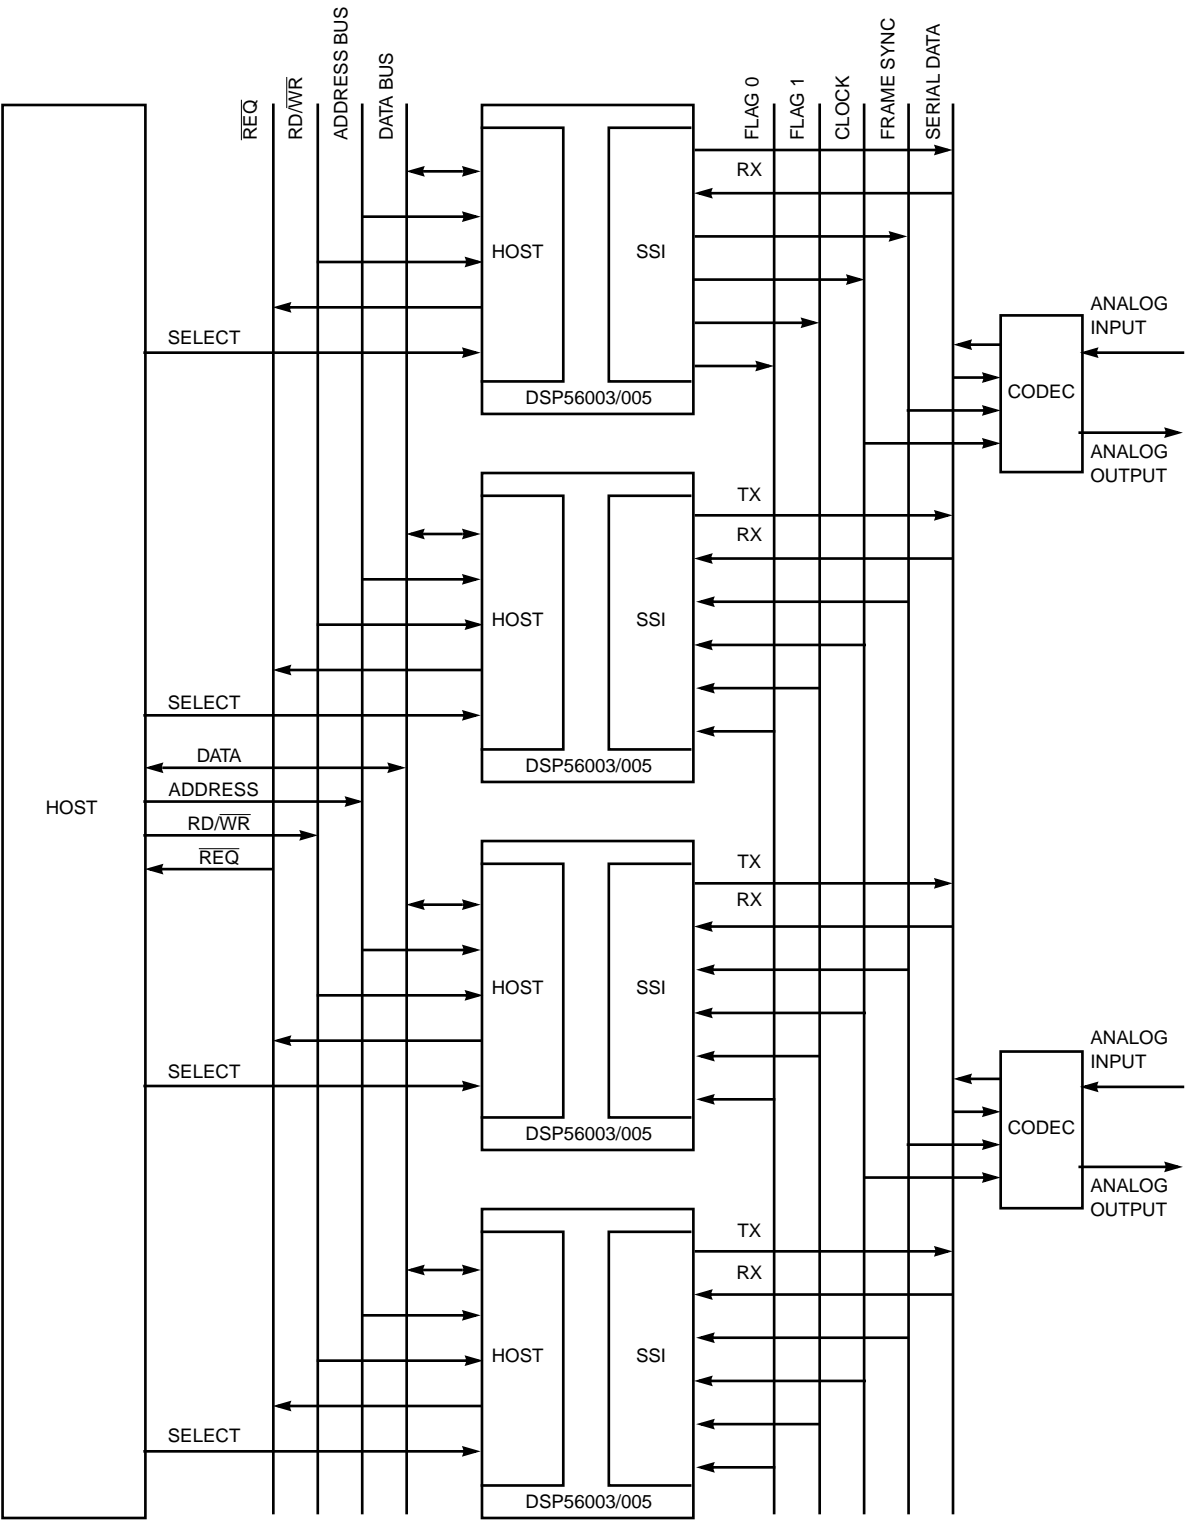 REQ
RD/WR
ADDRESS BUS
DATA BUS
FLAG 0
FLAG 1
CLOCK
FRAME SYNC
SERIAL DATA
RX
HOST
SSI
SELECT
DSP56003/005
ANALOG
INPUT
CODEC
ANALOG
OUTPUT
TX
RX
HOST
SSI
SELECT
DSP56003/005
DATA
ADDRESS
HOST
RD/WR
REQ
TX
RX
HOST
SSI
SELECT
DSP56003/005
ANALOG
INPUT
CODEC
ANALOG
OUTPUT
TX
RX
HOST
SSI
SELECT
DSP56003/005